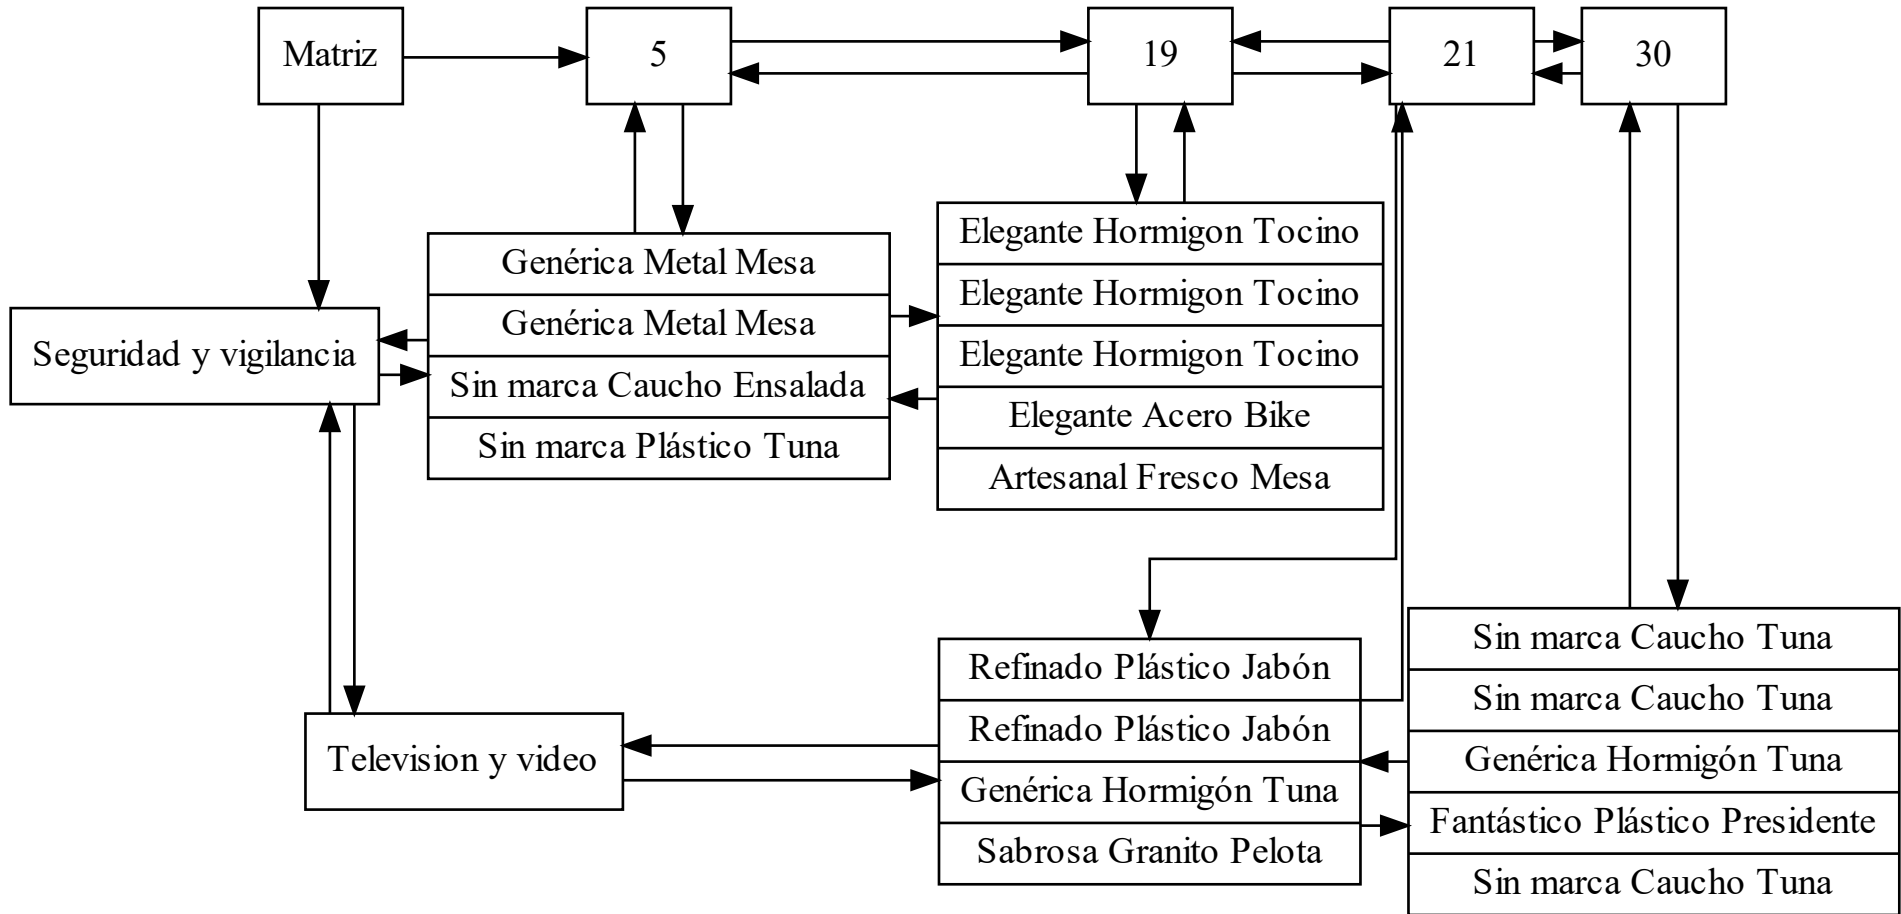 Matriz
5
19
21
30
Genérica Metal Mesa
Genérica Metal Mesa
Sin marca Caucho Ensalada
Sin marca Plástico Tuna
Elegante Hormigon Tocino
Elegante Hormigon Tocino
Elegante Hormigon Tocino
Elegante Acero Bike
Artesanal Fresco Mesa
Seguridad y vigilancia
Television y video
Refinado Plástico Jabón
Refinado Plástico Jabón
Genérica Hormigón Tuna
Sabrosa Granito Pelota
Sin marca Caucho Tuna
Sin marca Caucho Tuna
Genérica Hormigón Tuna
Fantástico Plástico Presidente
Sin marca Caucho Tuna